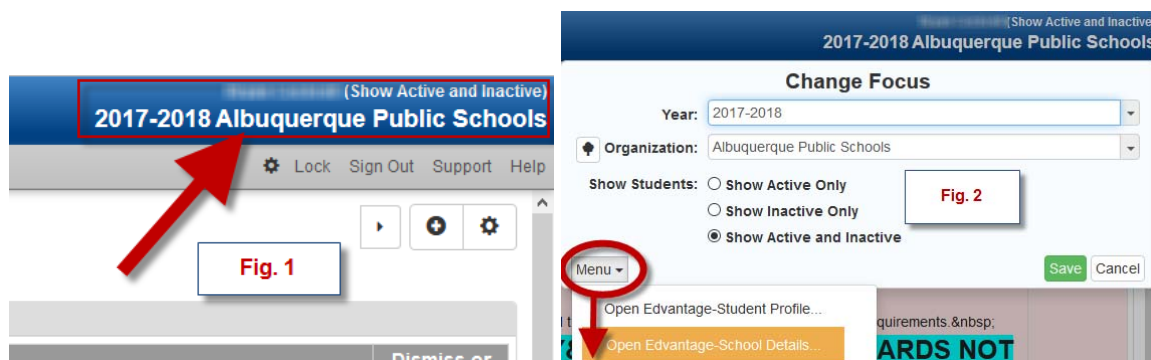 (Show Active and Inactive)
2017-2018 Albuquerque Public Schools
Lock Sign Out Support Help
Fig. 1
Dismiss or
(Show Active and Inactive
2017-2018 Albuquerque Public Schools
Change Focus
Year: 2017-2018
Organization: Albuquerque Public Schools
Show Students: Show Active Only
Show Inactive Only
Show Active and Inactive
Fig. 2
Menu
Save Cancel
Open Edvantage-Student Profile...
quirements.&nbsp;
Open Edvantage-School Details...
ARDS NOT